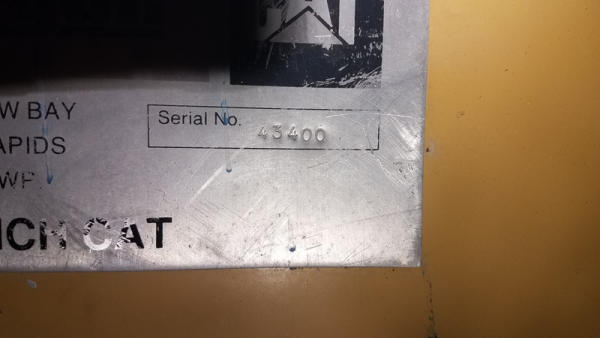 W BAY
Serial No. 43400
APIDS
WP.
ICH CAT